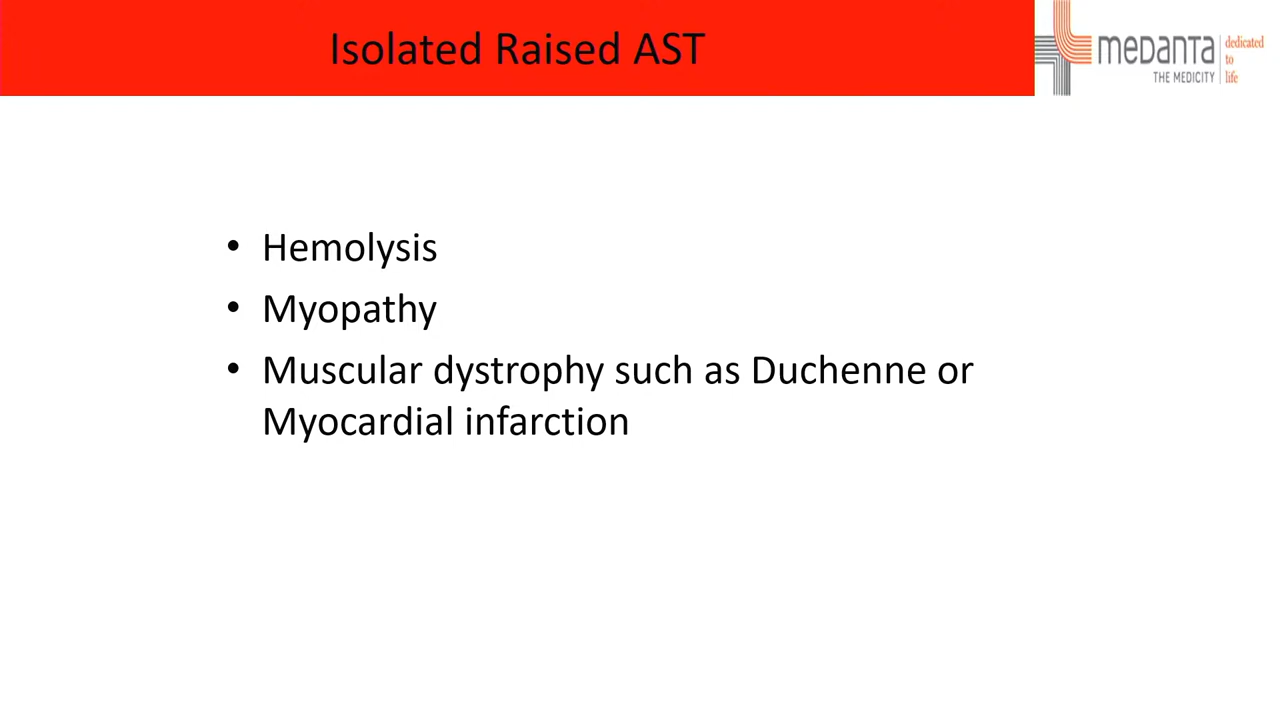 Isolated Raised AST
medanta
THE MEDICITY
dedicated
to
life
• Hemolysis
• Myopathy
• Muscular dystrophy such as Duchenne or
Myocardial infarction